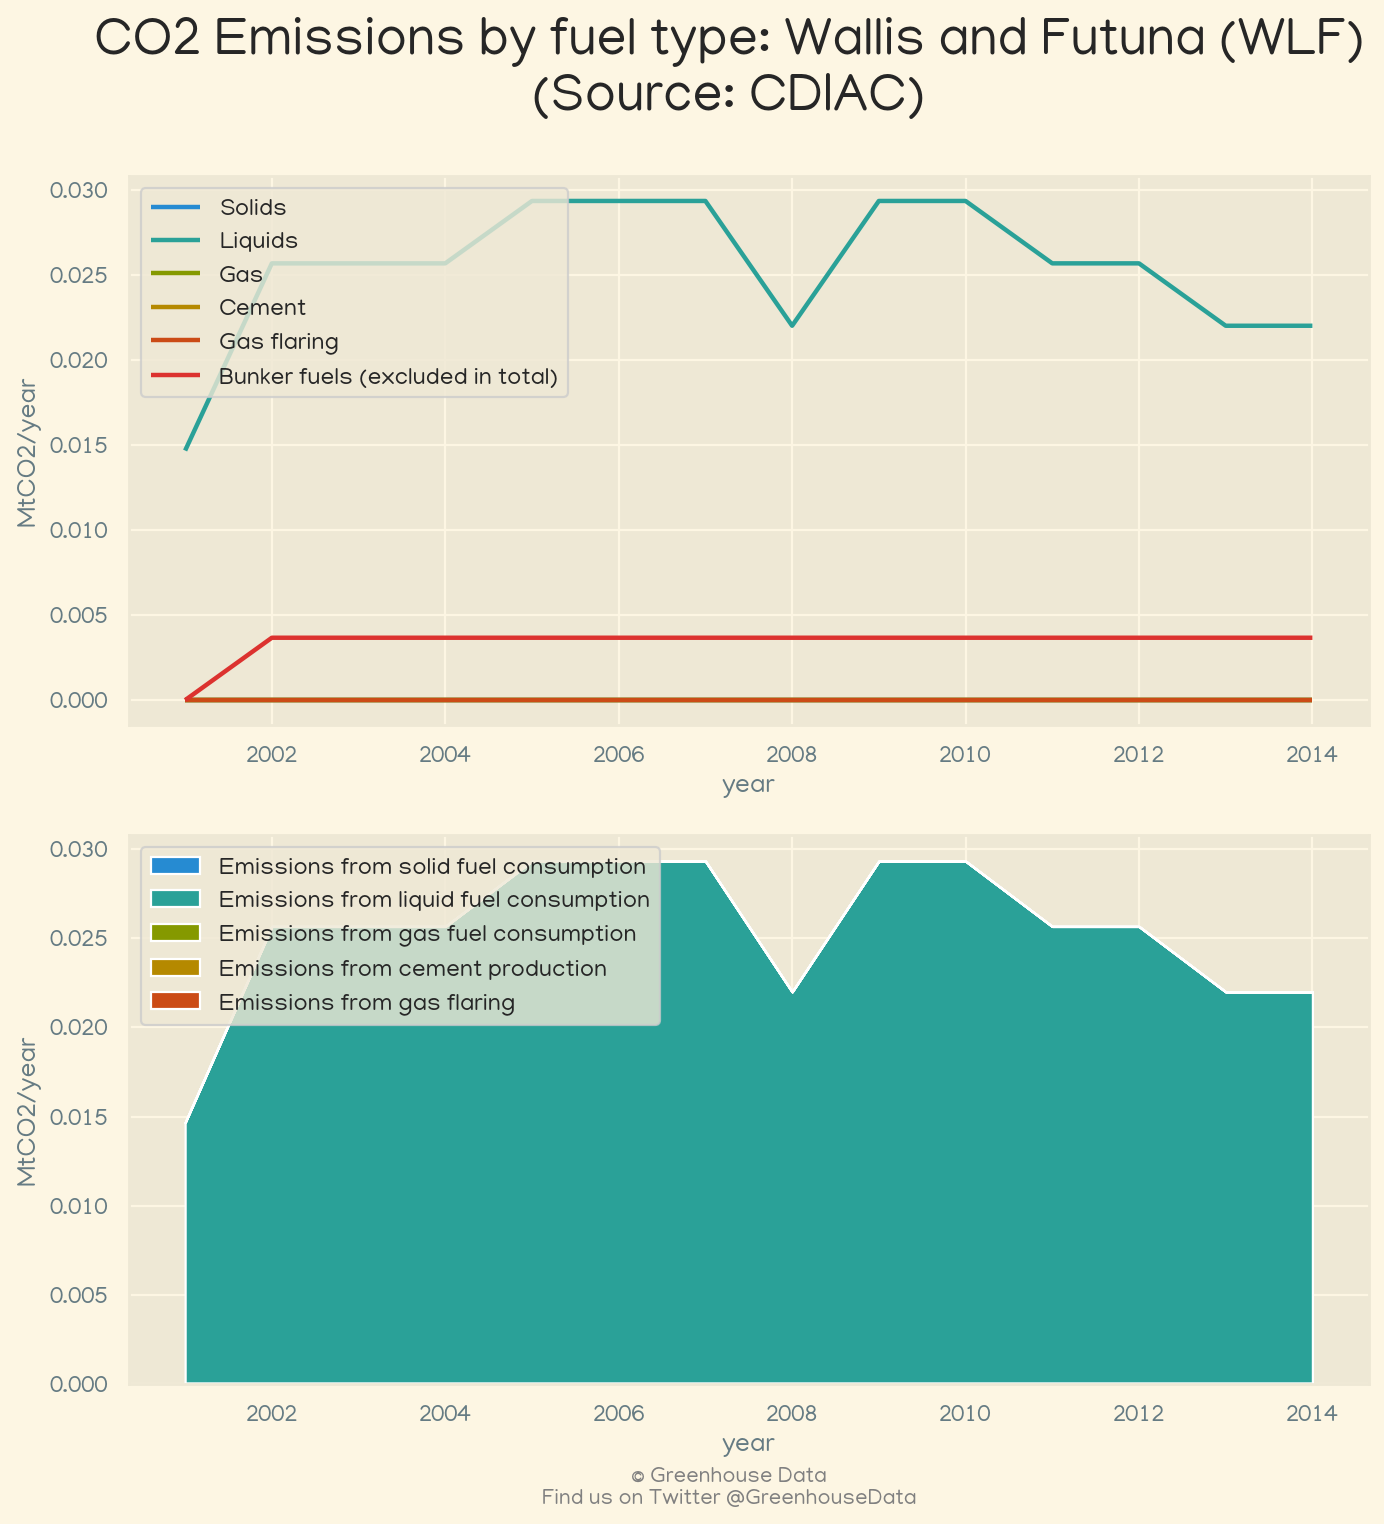 CO2 Emissions by fuel type: Wallis and Futuna (WLF)
(Source: CDIAC)
0.030
0.025
0.020
0.015
0.010
0.005
0.000
MtCO2/year
Solids
Liquids
Gas
Cement
Gas flaring
Bunker fuels (excluded in total)
2002 2004 2006 2008 2010 2012 2014
year
0.030
0.025
0.020
0.015
0.010
0.005
0.000
MtCO2/year
Emissions from solid fuel consumption
Emissions from liquid fuel consumption
Emissions from gas fuel consumption
Emissions from cement production
Emissions from gas flaring
2002 2004 2006 2008 2010 2012 2014
year
© Greenhouse Data
Find us on Twitter @GreenhouseData